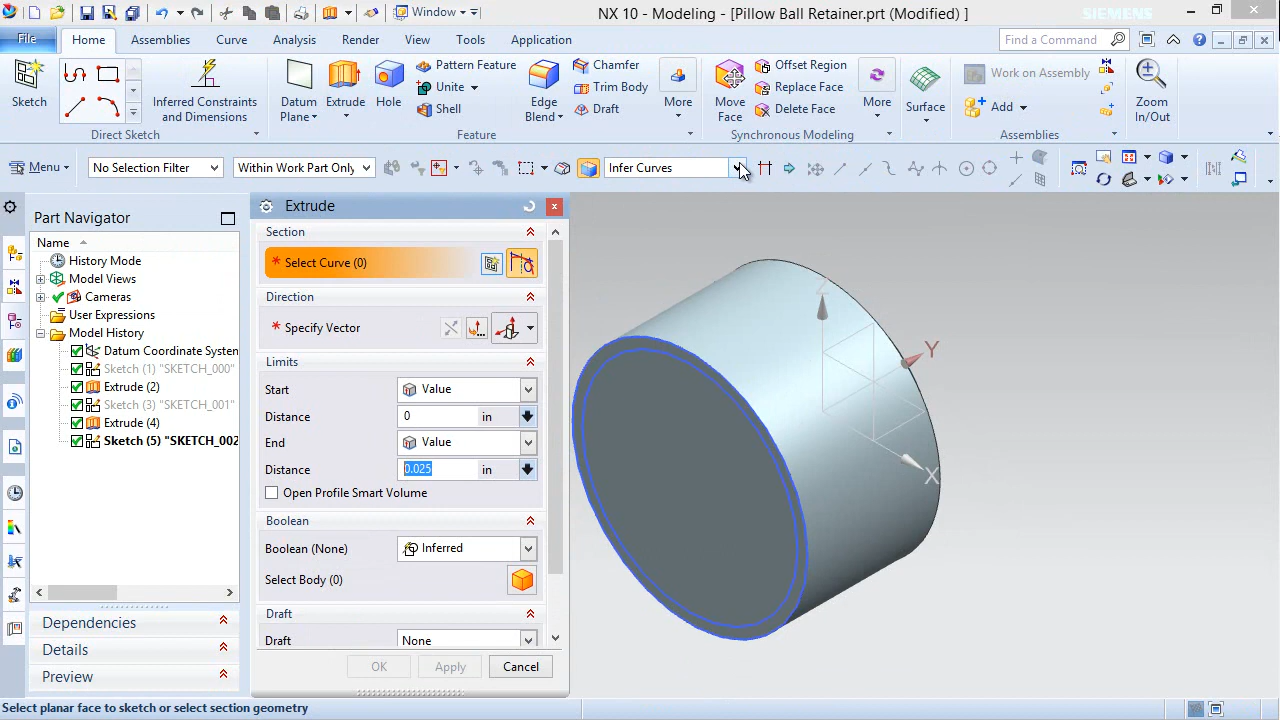 Window
NX 10 - Modeling - [Pillow Ball Retainer.prt (Modified) ]
SIEMENS
File
Home
Assemblies
Curve
Analysis
Render
View
Tools
Application
Find a Command
Sketch
Inferred Constraints
and Dimensions
Direct Sketch
Datum
Plane
Extrude
Hole
Pattern Feature
Unite
Shell
Edge
Blend
Chamfer
Trim Body
Draft
More
Feature
Move
Face
Offset Region
Replace Face
Delete Face
More
Synchronous Modeling
Surface
Work on Assembly
Add
Assemblies
Zoom
In/Out
Menu
No Selection Filter
Within Work Part Only
Infer Curves
Part Navigator
Name
History Mode
Model Views
Cameras
User Expressions
Model History
Datum Coordinate System
Sketch (1) "SKETCH_000"
Extrude (2)
Sketch (3) "SKETCH_001"
Extrude (4)
Sketch (5) "SKETCH_002
Dependencies
Details
Preview
Extrude
Section
* Select Curve (0)
Direction
* Specify Vector
Limits
Start
Value
Distance
0
in
End
Value
Distance
0.025
in
Open Profile Smart Volume
Boolean
Boolean (None)
Inferred
Select Body (0)
Draft
Draft
None
OK
Apply
Cancel
Z
Y
X
Select planar face to sketch or select section geometry